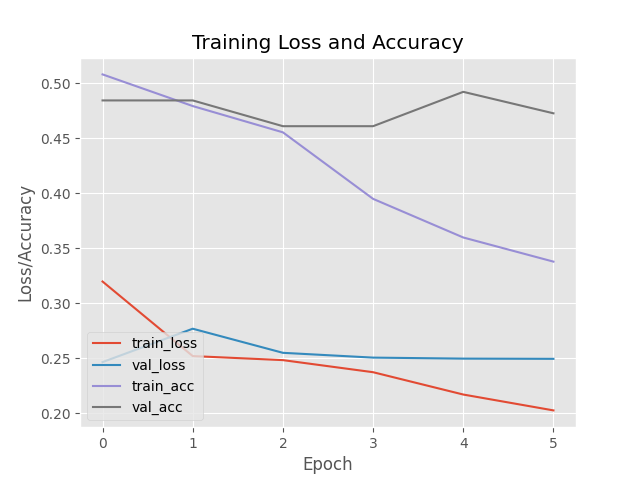 Training Loss and Accuracy
Loss/Accuracy
0.50
0.45
0.40
0.35
0.30
0.25
0.20
train_loss
val_loss
train_acc
val_acc
0 1 2 3 4 5
Epoch